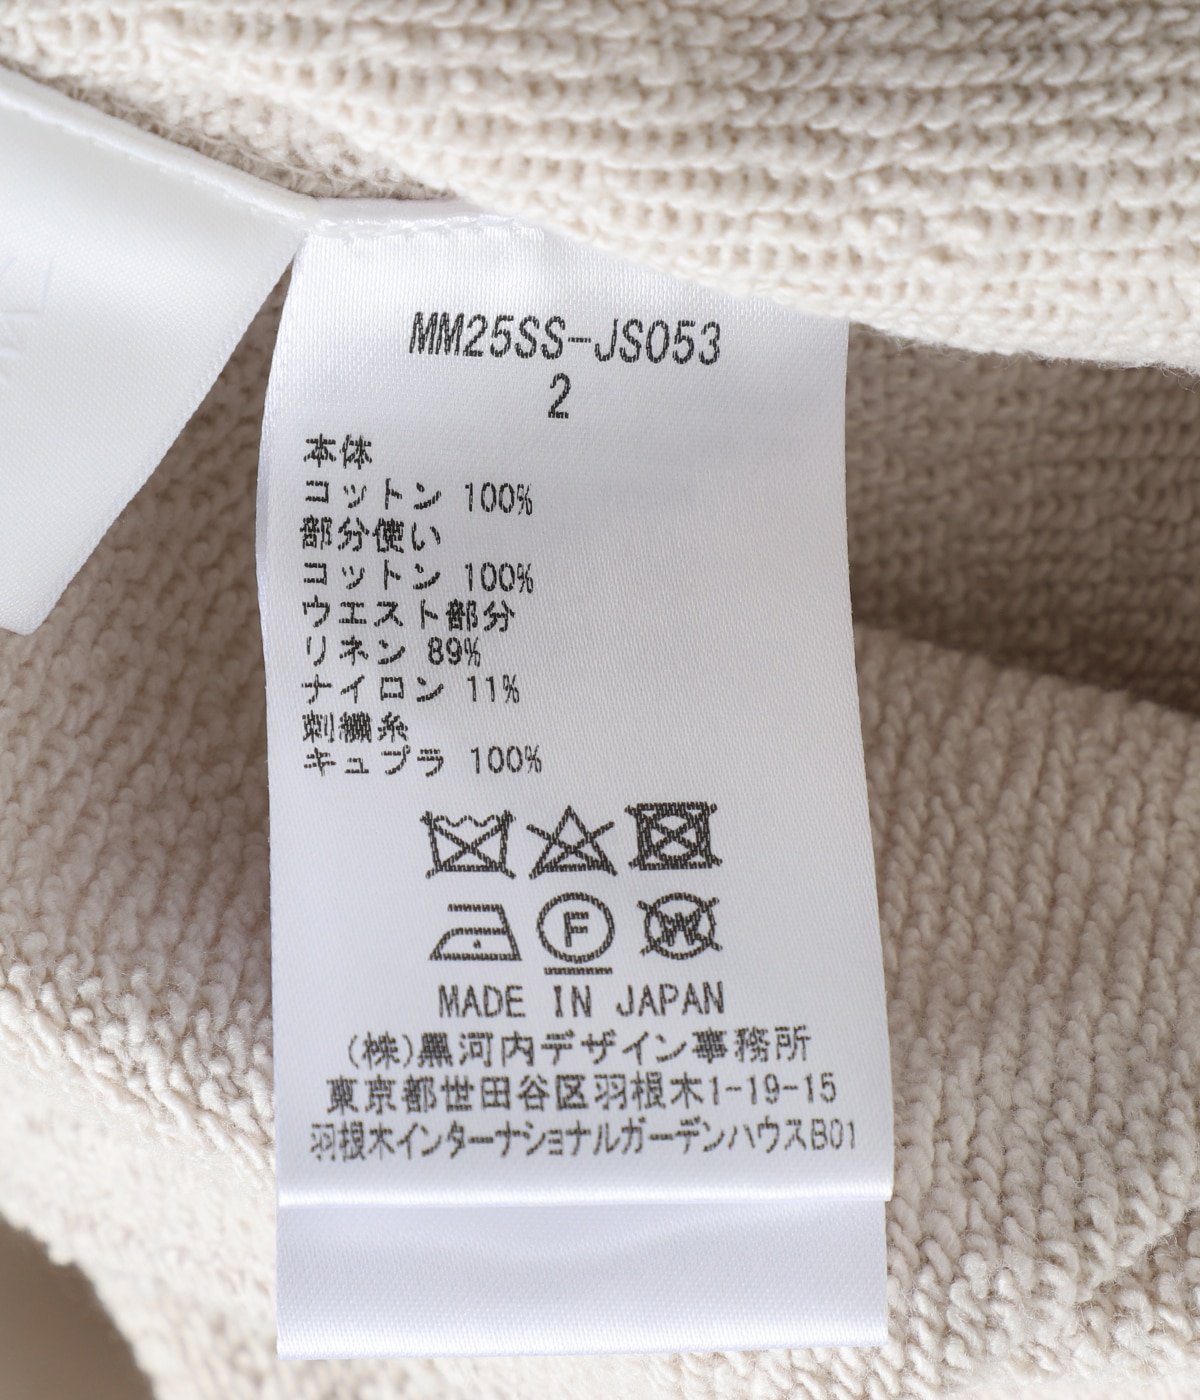 MM25SS-JS053
2
本体
コットン 100%
部分使い
コットン 100%
ウエスト部分
リネン 89%
ナイロン 11%
刺繍糸
キュプラ 100%
F
W
MADE IN JAPAN
(株)黒河内デザイン事務所
東京都世田谷区羽根木1-19-15
羽根木インターナショナルガーデンハウスB01